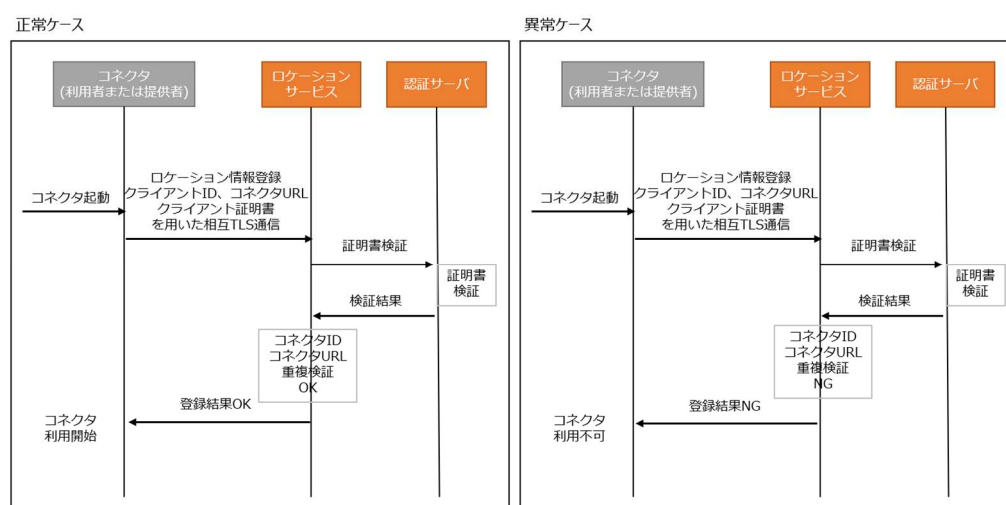 正常ケース
コネクタ
(利用者または提供者)
ロケーション
サービス
認証サーバ
コネクタ起動
ロケーション情報登録
クライアントID、コネクタURL
クライアント証明書
を用いた相互TLS通信
証明書検証
証明書
検証
検証結果
コネクタID
コネクタURL
重複検証
OK
登録結果OK
コネクタ
利用開始
異常ケース
コネクタ
(利用者または提供者)
ロケーション
サービス
認証サーバ
コネクタ起動
ロケーション情報登録
クライアントID、コネクタURL
クライアント証明書
を用いた相互TLS通信
証明書検証
証明書
検証
検証結果
コネクタID
コネクタURL
重複検証
NG
登録結果NG
コネクタ
利用不可